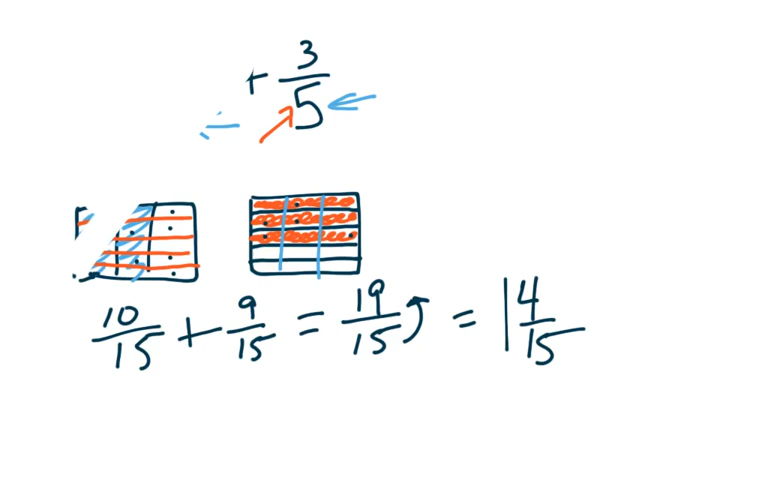 + 3/5
10/15 + 9/15 = 19/15 = 1 4/15